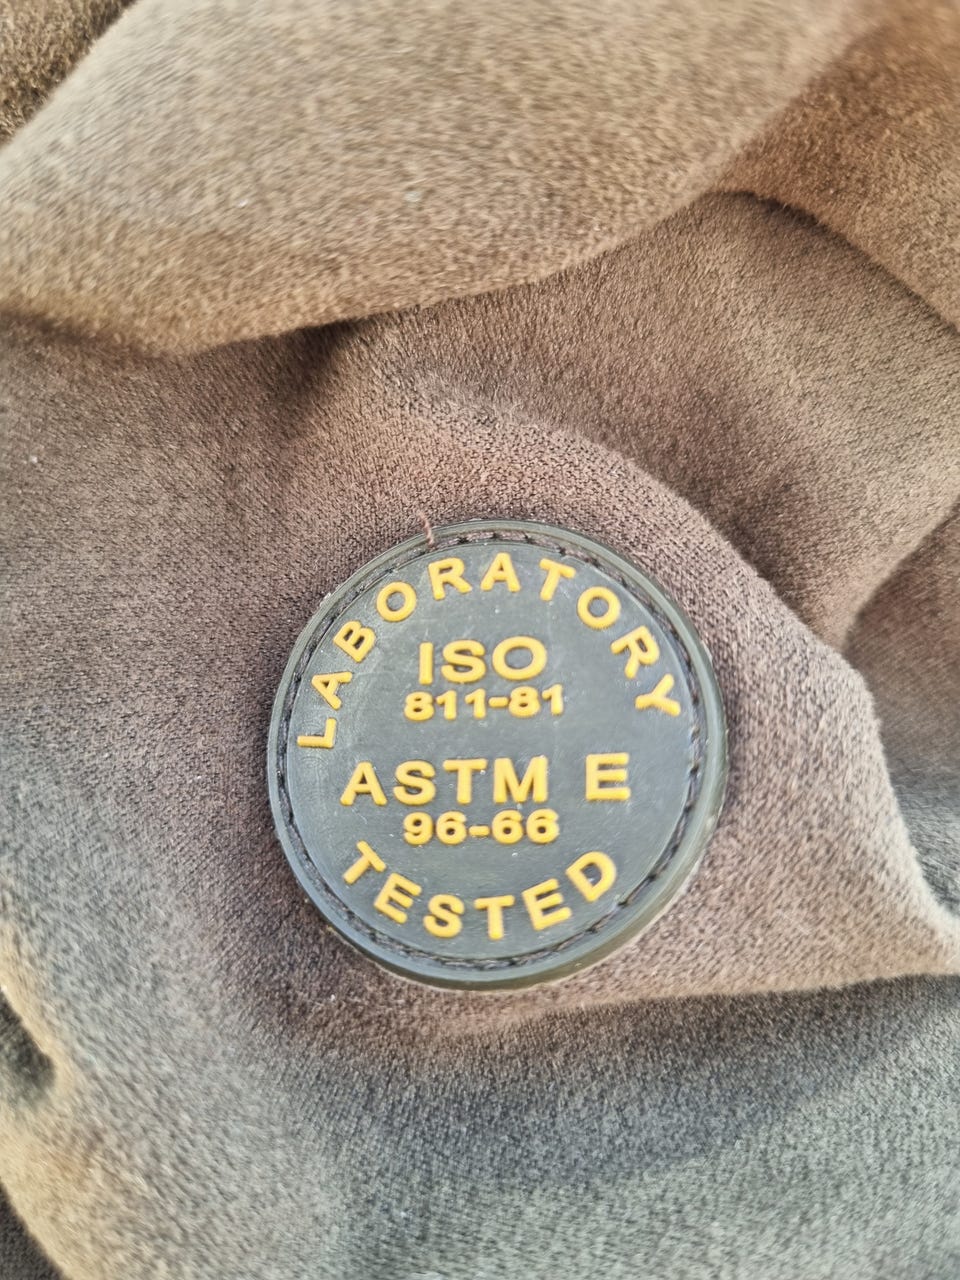 LABORATORY
ISO
811-81
ASTM E
96-66
TESTED